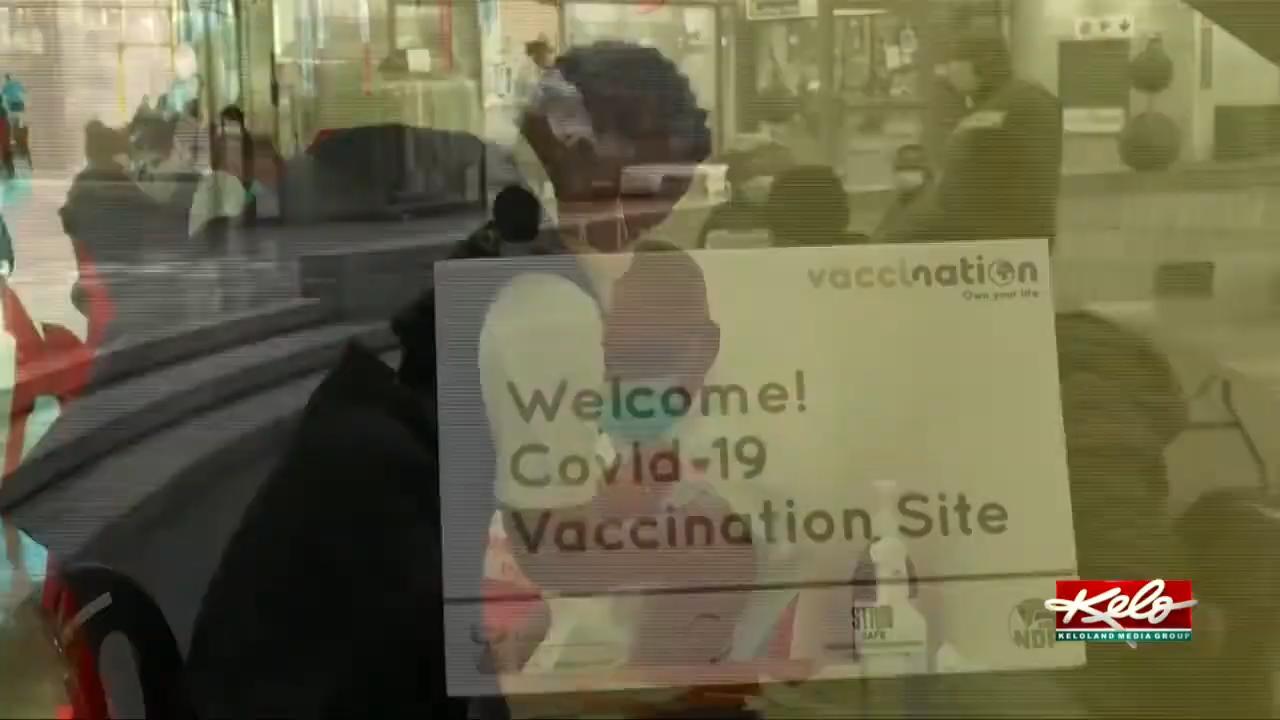 vaccination
Own your life
Welcome!
Covid-19
Vaccination Site
Kelo
KELOLAND MEDIA GROUP